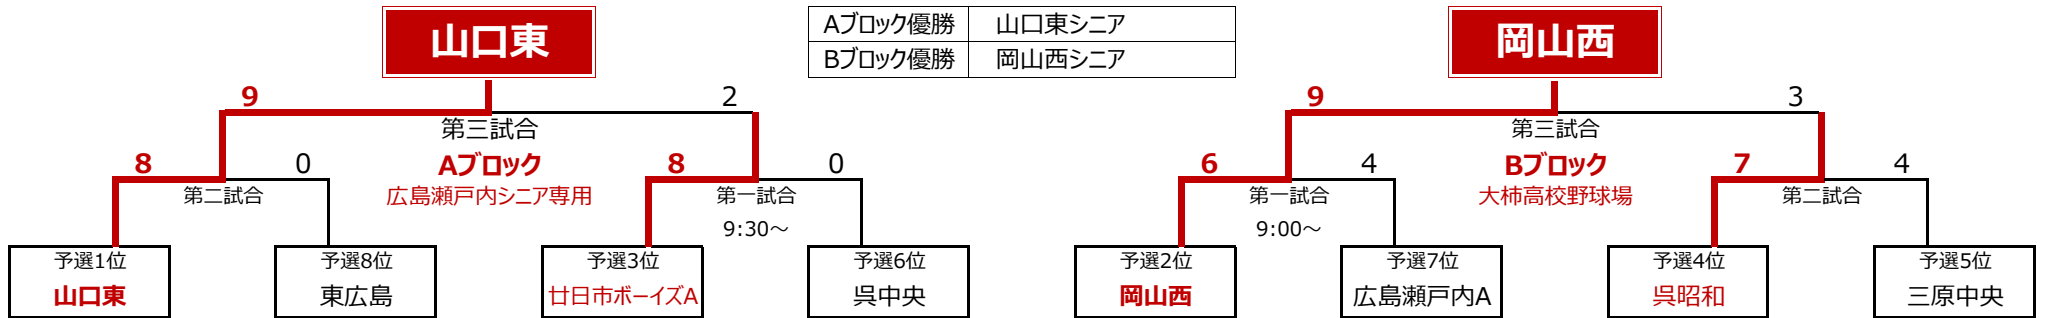 山口東
Aブロック優勝 山口東シニア
Bブロック優勝 岡山西シニア
岡山西
9 2 9 3
第三試合 第三試合
8 0 Aブロック 8 0 6 4 Bブロック 7 4
第二試合 広島瀬戸内シニア専用 第一試合 第一試合 大柿高校野球場 第二試合
9:30～ 9:00～
予選1位 予選8位 予選3位 予選6位 予選2位 予選7位 予選4位 予選5位
山口東 東広島 廿日市ボーイズA 呉中央 岡山西 広島瀬戸内A 呉昭和 三原中央